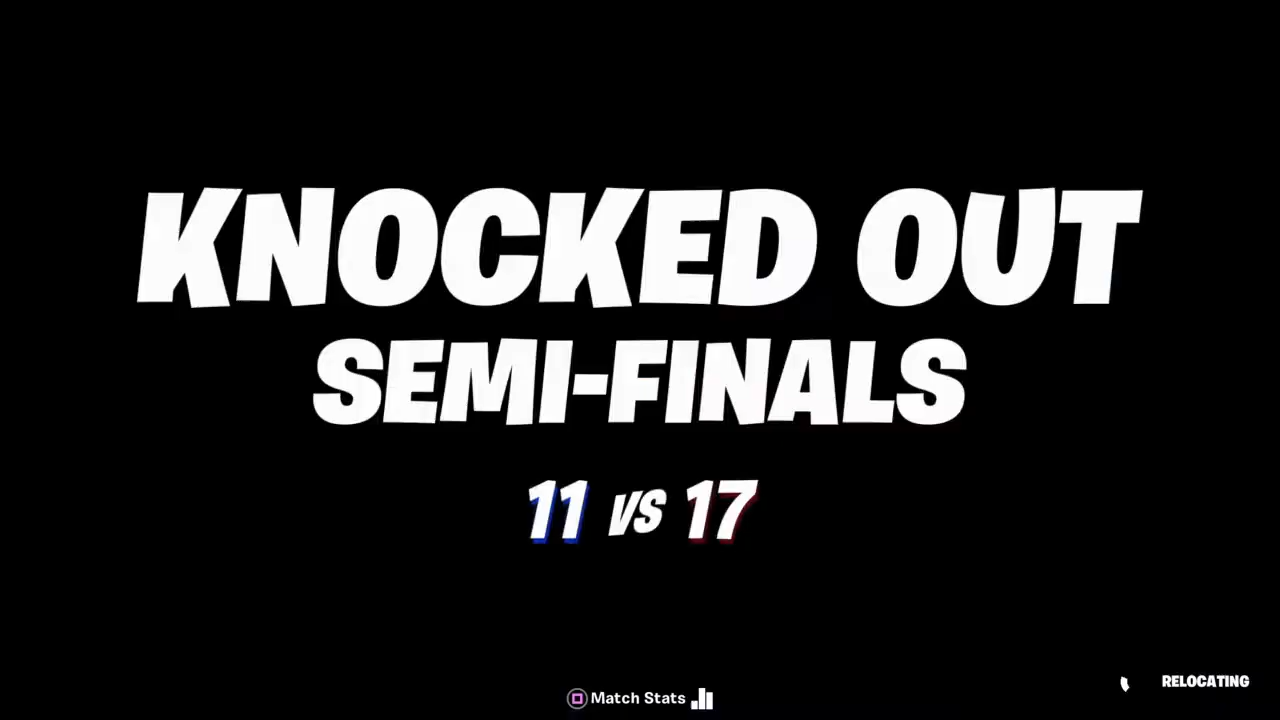 KNOCKED OUT
SEMI-FINALS
11 VS 17
Match Stats
RELOCATING